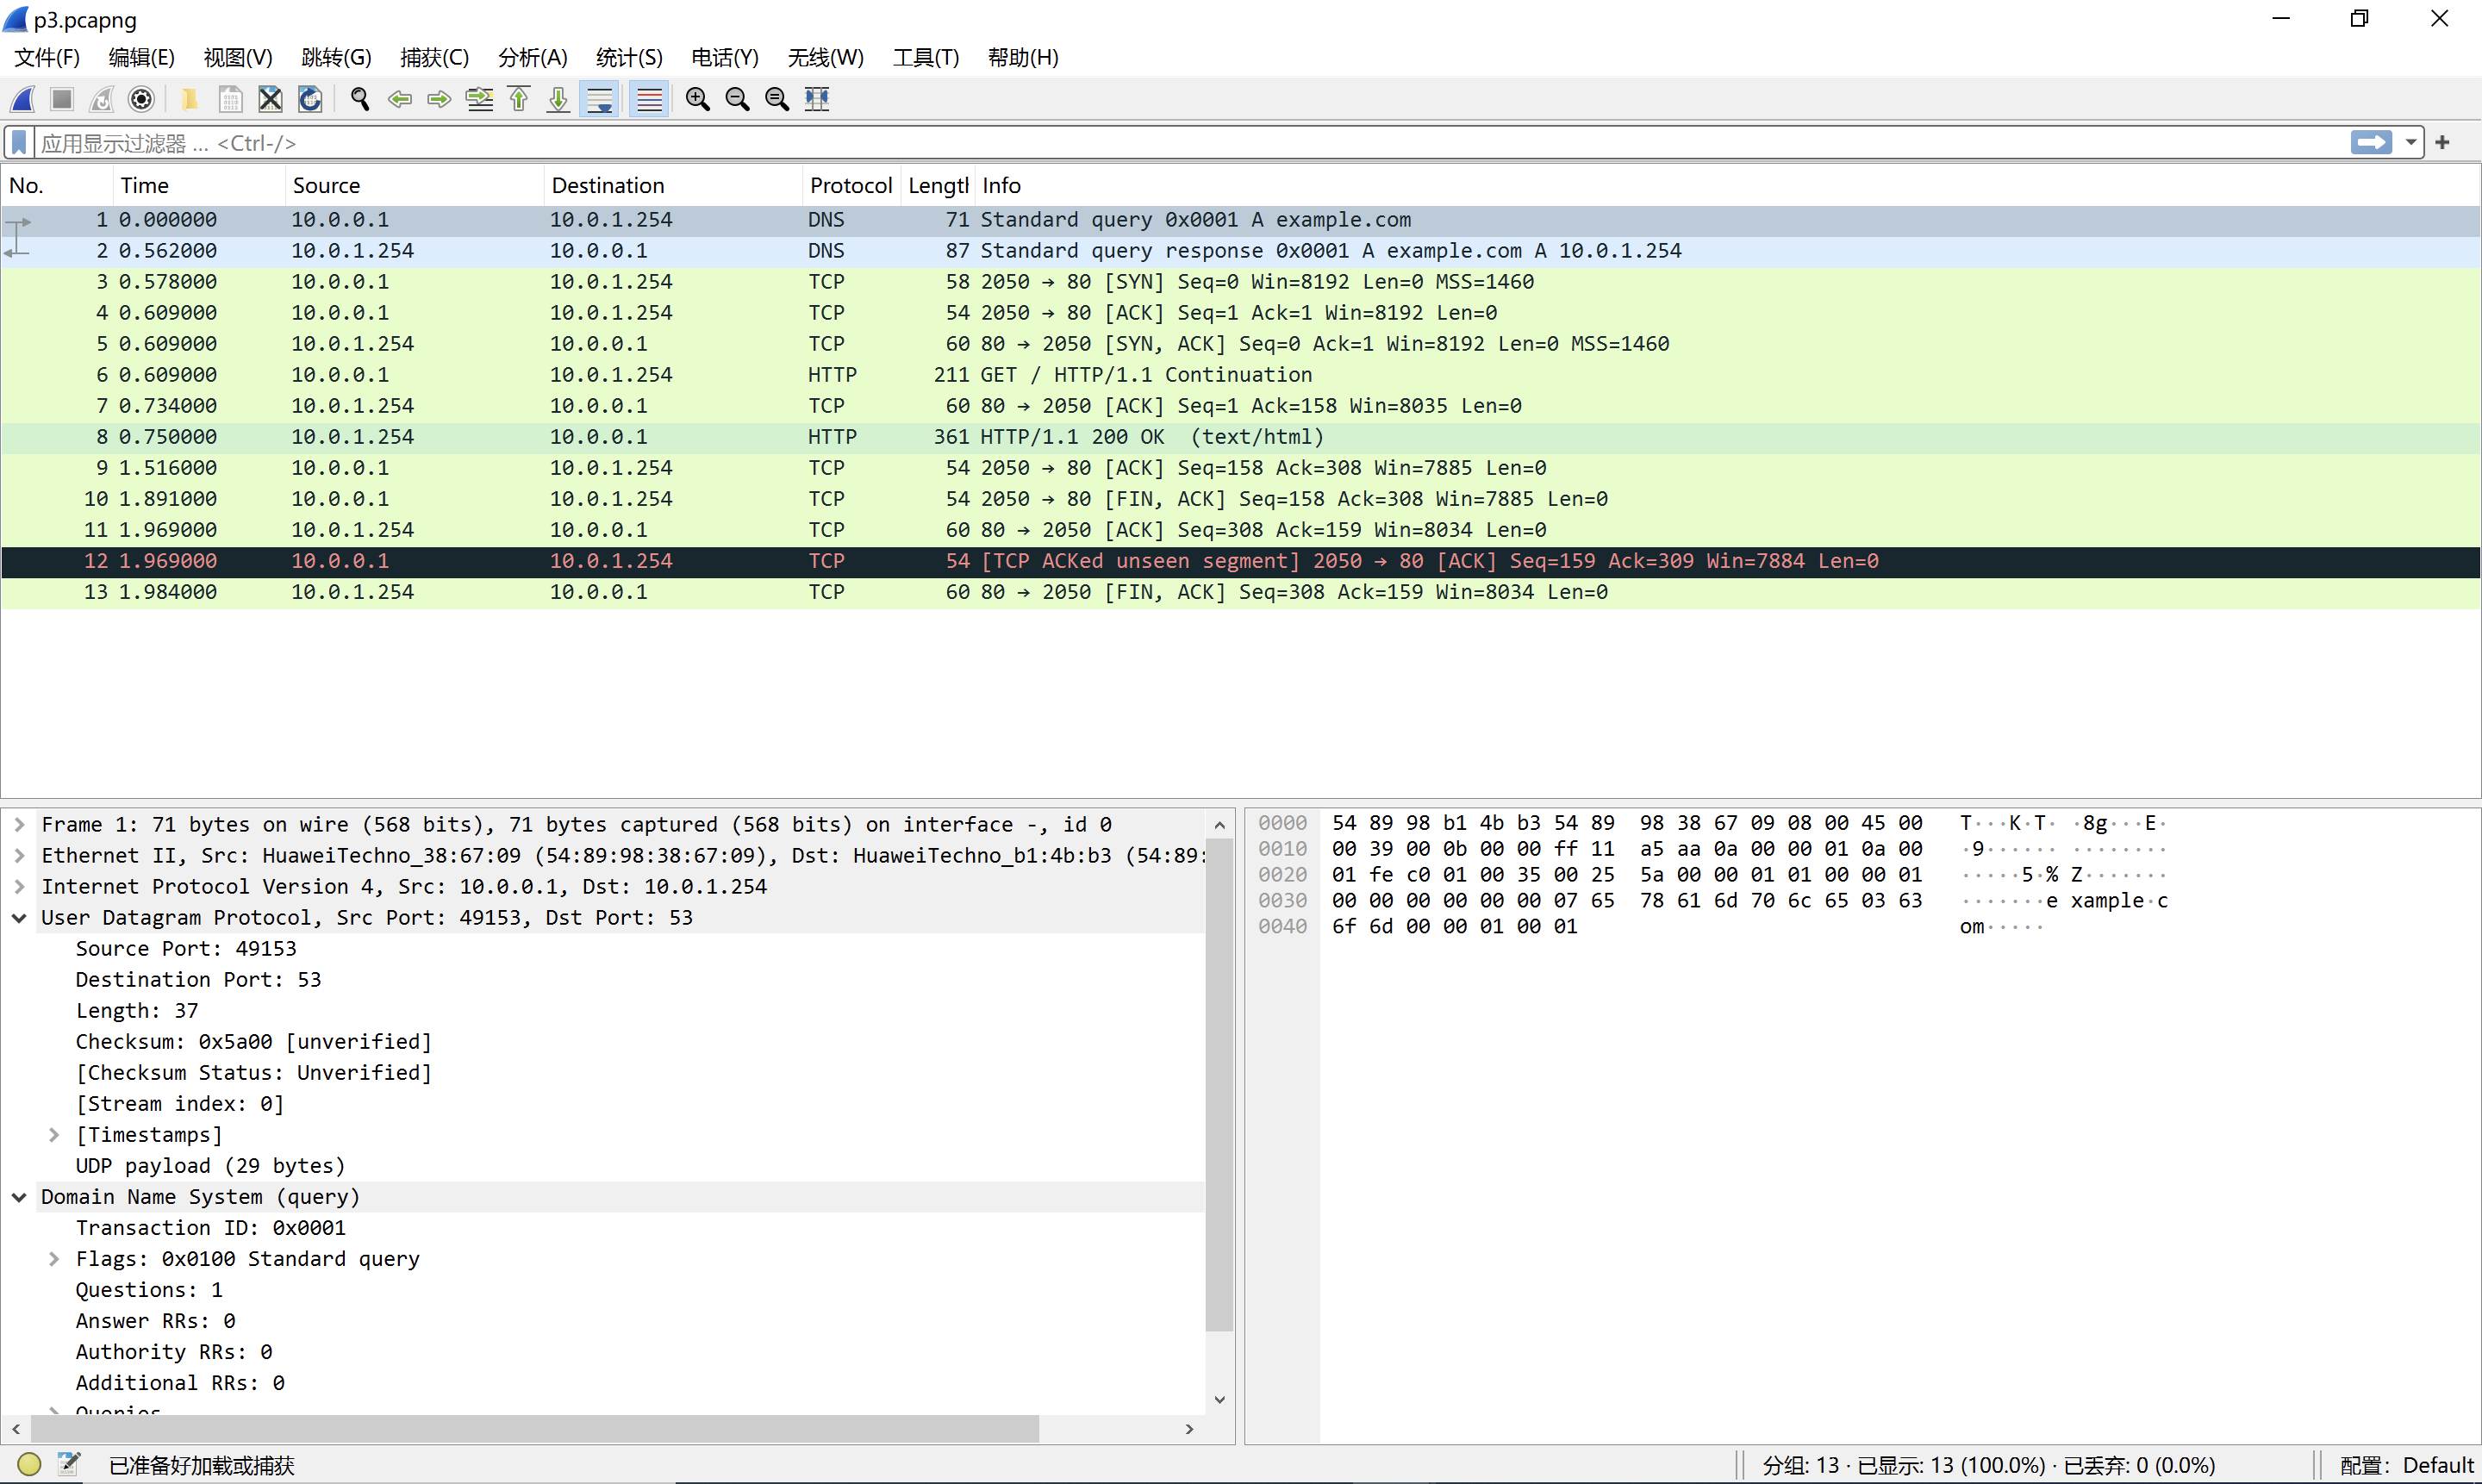 p3.pcapng
文件(F) 编辑(E) 视图(V) 跳转(G) 捕获(C) 分析(A) 统计(S) 电话(Y) 无线(W) 工具(T) 帮助(H)
应用显示过滤器 ... <Ctrl-/>
No. Time Source Destination Protocol Length Info
1 0.000000 10.0.0.1 10.0.1.254 DNS 71 Standard query 0x0001 A example.com
2 0.562000 10.0.1.254 10.0.0.1 DNS 87 Standard query response 0x0001 A example.com A 10.0.1.254
3 0.578000 10.0.0.1 10.0.1.254 TCP 58 2050 → 80 [SYN] Seq=0 Win=8192 Len=0 MSS=1460
4 0.609000 10.0.0.1 10.0.1.254 TCP 54 2050 → 80 [ACK] Seq=1 Ack=1 Win=8192 Len=0
5 0.609000 10.0.1.254 10.0.0.1 TCP 60 80 → 2050 [SYN, ACK] Seq=0 Ack=1 Win=8192 Len=0 MSS=1460
6 0.609000 10.0.0.1 10.0.1.254 HTTP 211 GET / HTTP/1.1 Continuation
7 0.734000 10.0.1.254 10.0.0.1 TCP 60 80 → 2050 [ACK] Seq=1 Ack=158 Win=8035 Len=0
8 0.750000 10.0.1.254 10.0.0.1 HTTP 361 HTTP/1.1 200 OK (text/html)
9 1.516000 10.0.0.1 10.0.1.254 TCP 54 2050 → 80 [ACK] Seq=158 Ack=308 Win=7885 Len=0
10 1.891000 10.0.0.1 10.0.1.254 TCP 54 2050 → 80 [FIN, ACK] Seq=158 Ack=308 Win=7885 Len=0
11 1.969000 10.0.1.254 10.0.0.1 TCP 60 80 → 2050 [ACK] Seq=308 Ack=159 Win=8034 Len=0
12 1.969000 10.0.0.1 10.0.1.254 TCP 54 [TCP ACKed unseen segment] 2050 → 80 [ACK] Seq=159 Ack=309 Win=7884 Len=0
13 1.984000 10.0.1.254 10.0.0.1 TCP 60 80 → 2050 [FIN, ACK] Seq=308 Ack=159 Win=8034 Len=0
Frame 1: 71 bytes on wire (568 bits), 71 bytes captured (568 bits) on interface -, id 0
Ethernet II, Src: HuaweiTechno_38:67:09 (54:89:98:38:67:09), Dst: HuaweiTechno_b1:4b:b3 (54:89:
Internet Protocol Version 4, Src: 10.0.0.1, Dst: 10.0.1.254
User Datagram Protocol, Src Port: 49153, Dst Port: 53
Source Port: 49153
Destination Port: 53
Length: 37
Checksum: 0x5a00 [unverified]
[Checksum Status: Unverified]
[Stream index: 0]
[Timestamps]
UDP payload (29 bytes)
Domain Name System (query)
Transaction ID: 0x0001
Flags: 0x0100 Standard query
Questions: 1
Answer RRs: 0
Authority RRs: 0
Additional RRs: 0
Queries
0000 54 89 98 b1 4b b3 54 89 98 38 67 09 08 00 45 00 T···K·T· ·8g···E·
0010 00 39 00 0b 00 00 ff 11 a5 aa 0a 00 00 01 0a 00 ·9······ ········
0020 01 fe c0 01 00 35 00 25 5a 00 00 01 01 00 00 01 ·····5·% Z·······
0030 00 00 00 00 00 00 07 65 78 61 6d 70 6c 65 03 63 ·······e xample·c
0040 6f 6d 00 00 01 00 01 om·····
已准备好加载或捕获 分组: 13 · 已显示: 13 (100.0%) · 已丢弃: 0 (0.0%) 配置: Default